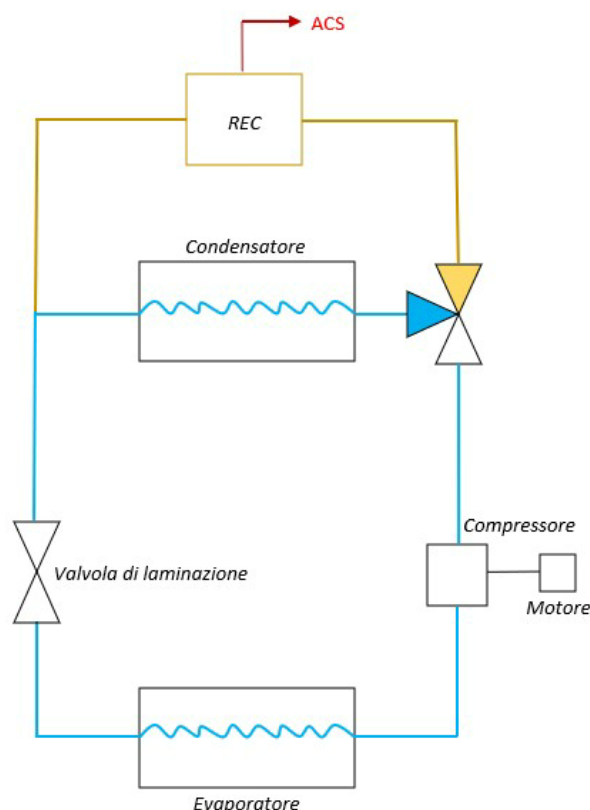 ACS
REC
Condensatore
Compressore
Valvola di laminazione
Motore
Evaporatore